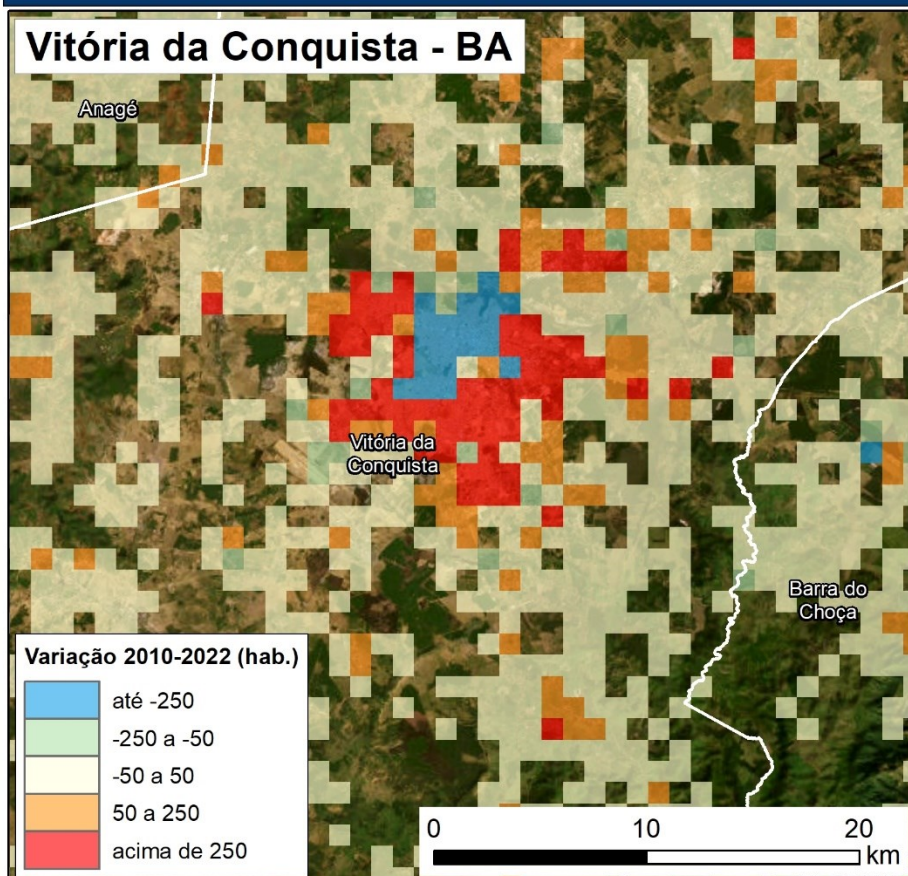 Vitória da Conquista - BA
Anagé
Vitória da
Conquista
Barra do
Choça
Variação 2010-2022 (hab.)
até -250
-250 a -50
-50 a 50
50 a 250
acima de 250
0 10 20
km